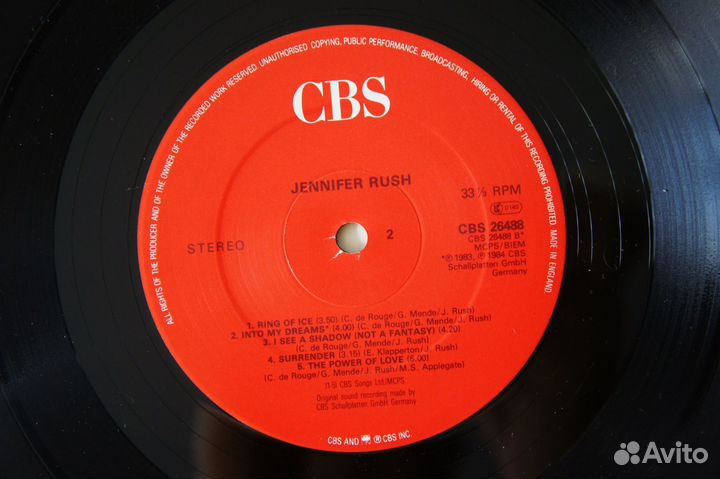 ALL RIGHTS OF THE PRODUCER AND OF THE OWNER OF THE RECORDED WORK RESERVED. UNAUTHORISED COPYING, PUBLIC PERFORMANCE, BROADCASTING, HIRING OR RENTAL OF THIS RECORDING PROHIBITED. MADE IN ENGLAND.
CBS
JENNIFER RUSH
33⅓ RPM
LC 0149
CBS 26488
CBS 26488 B*
STEREO
2
MCPS/BIEM
*℗ 1983, ℗ 1984 CBS
Schallplatten GmbH
Germany
1. RING OF ICE (3.50) (C. de Rouge/G. Mende/J. Rush)
2. INTO MY DREAMS* (4.00) (C. de Rouge/G. Mende/J. Rush)
3. I SEE A SHADOW (NOT A FANTASY) (4.20)
(C. de Rouge/G. Mende/J. Rush)
4. SURRENDER (3.15) (E. Klapperton/J. Rush)
5. THE POWER OF LOVE (6.00)
(C. de Rouge/G. Mende/J. Rush/M.S. Applegate)
(1-5) CBS Songs Ltd./MCPS
Original sound recording made by
CBS Schallplatten GmbH Germany
CBS AND ® CBS INC.
Avito